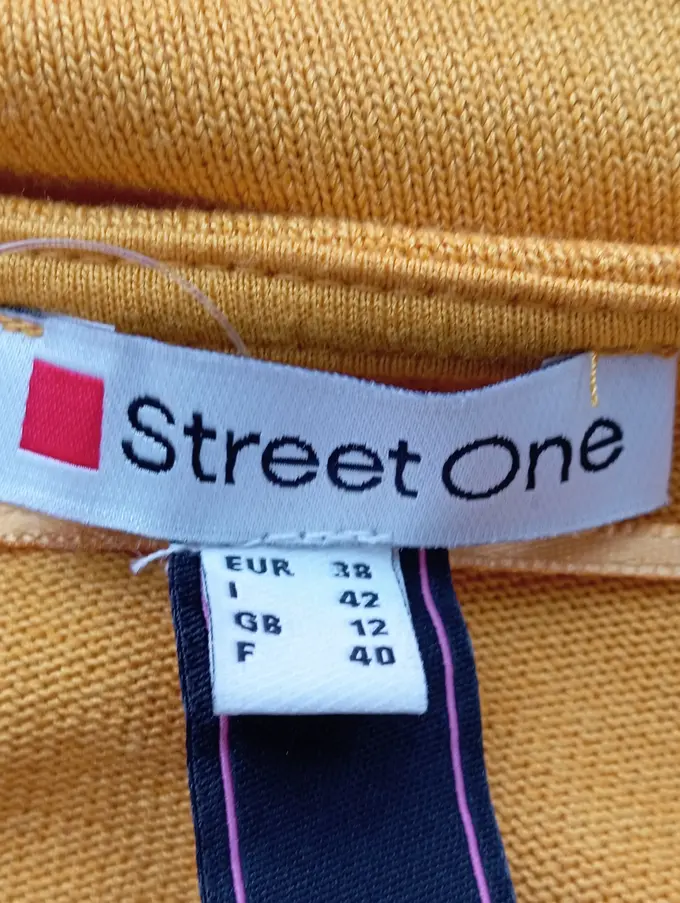 Street One
EUR 38
I 42
GB 12
F 40